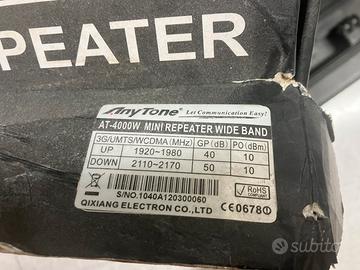 REPEATER
AnyTone Let Communication Easy!
AT-4000W MINI REPEATER WIDE BAND
3G/UMTS/WCDMA(MHz) GP(dB) PO(dBm)
UP 1920~1980 40 10
DOWN 2110~2170 50 10
RoHS
S/NO.1040A120300060
QIXIANG ELECTRON CO.,LTD CE0678
subito